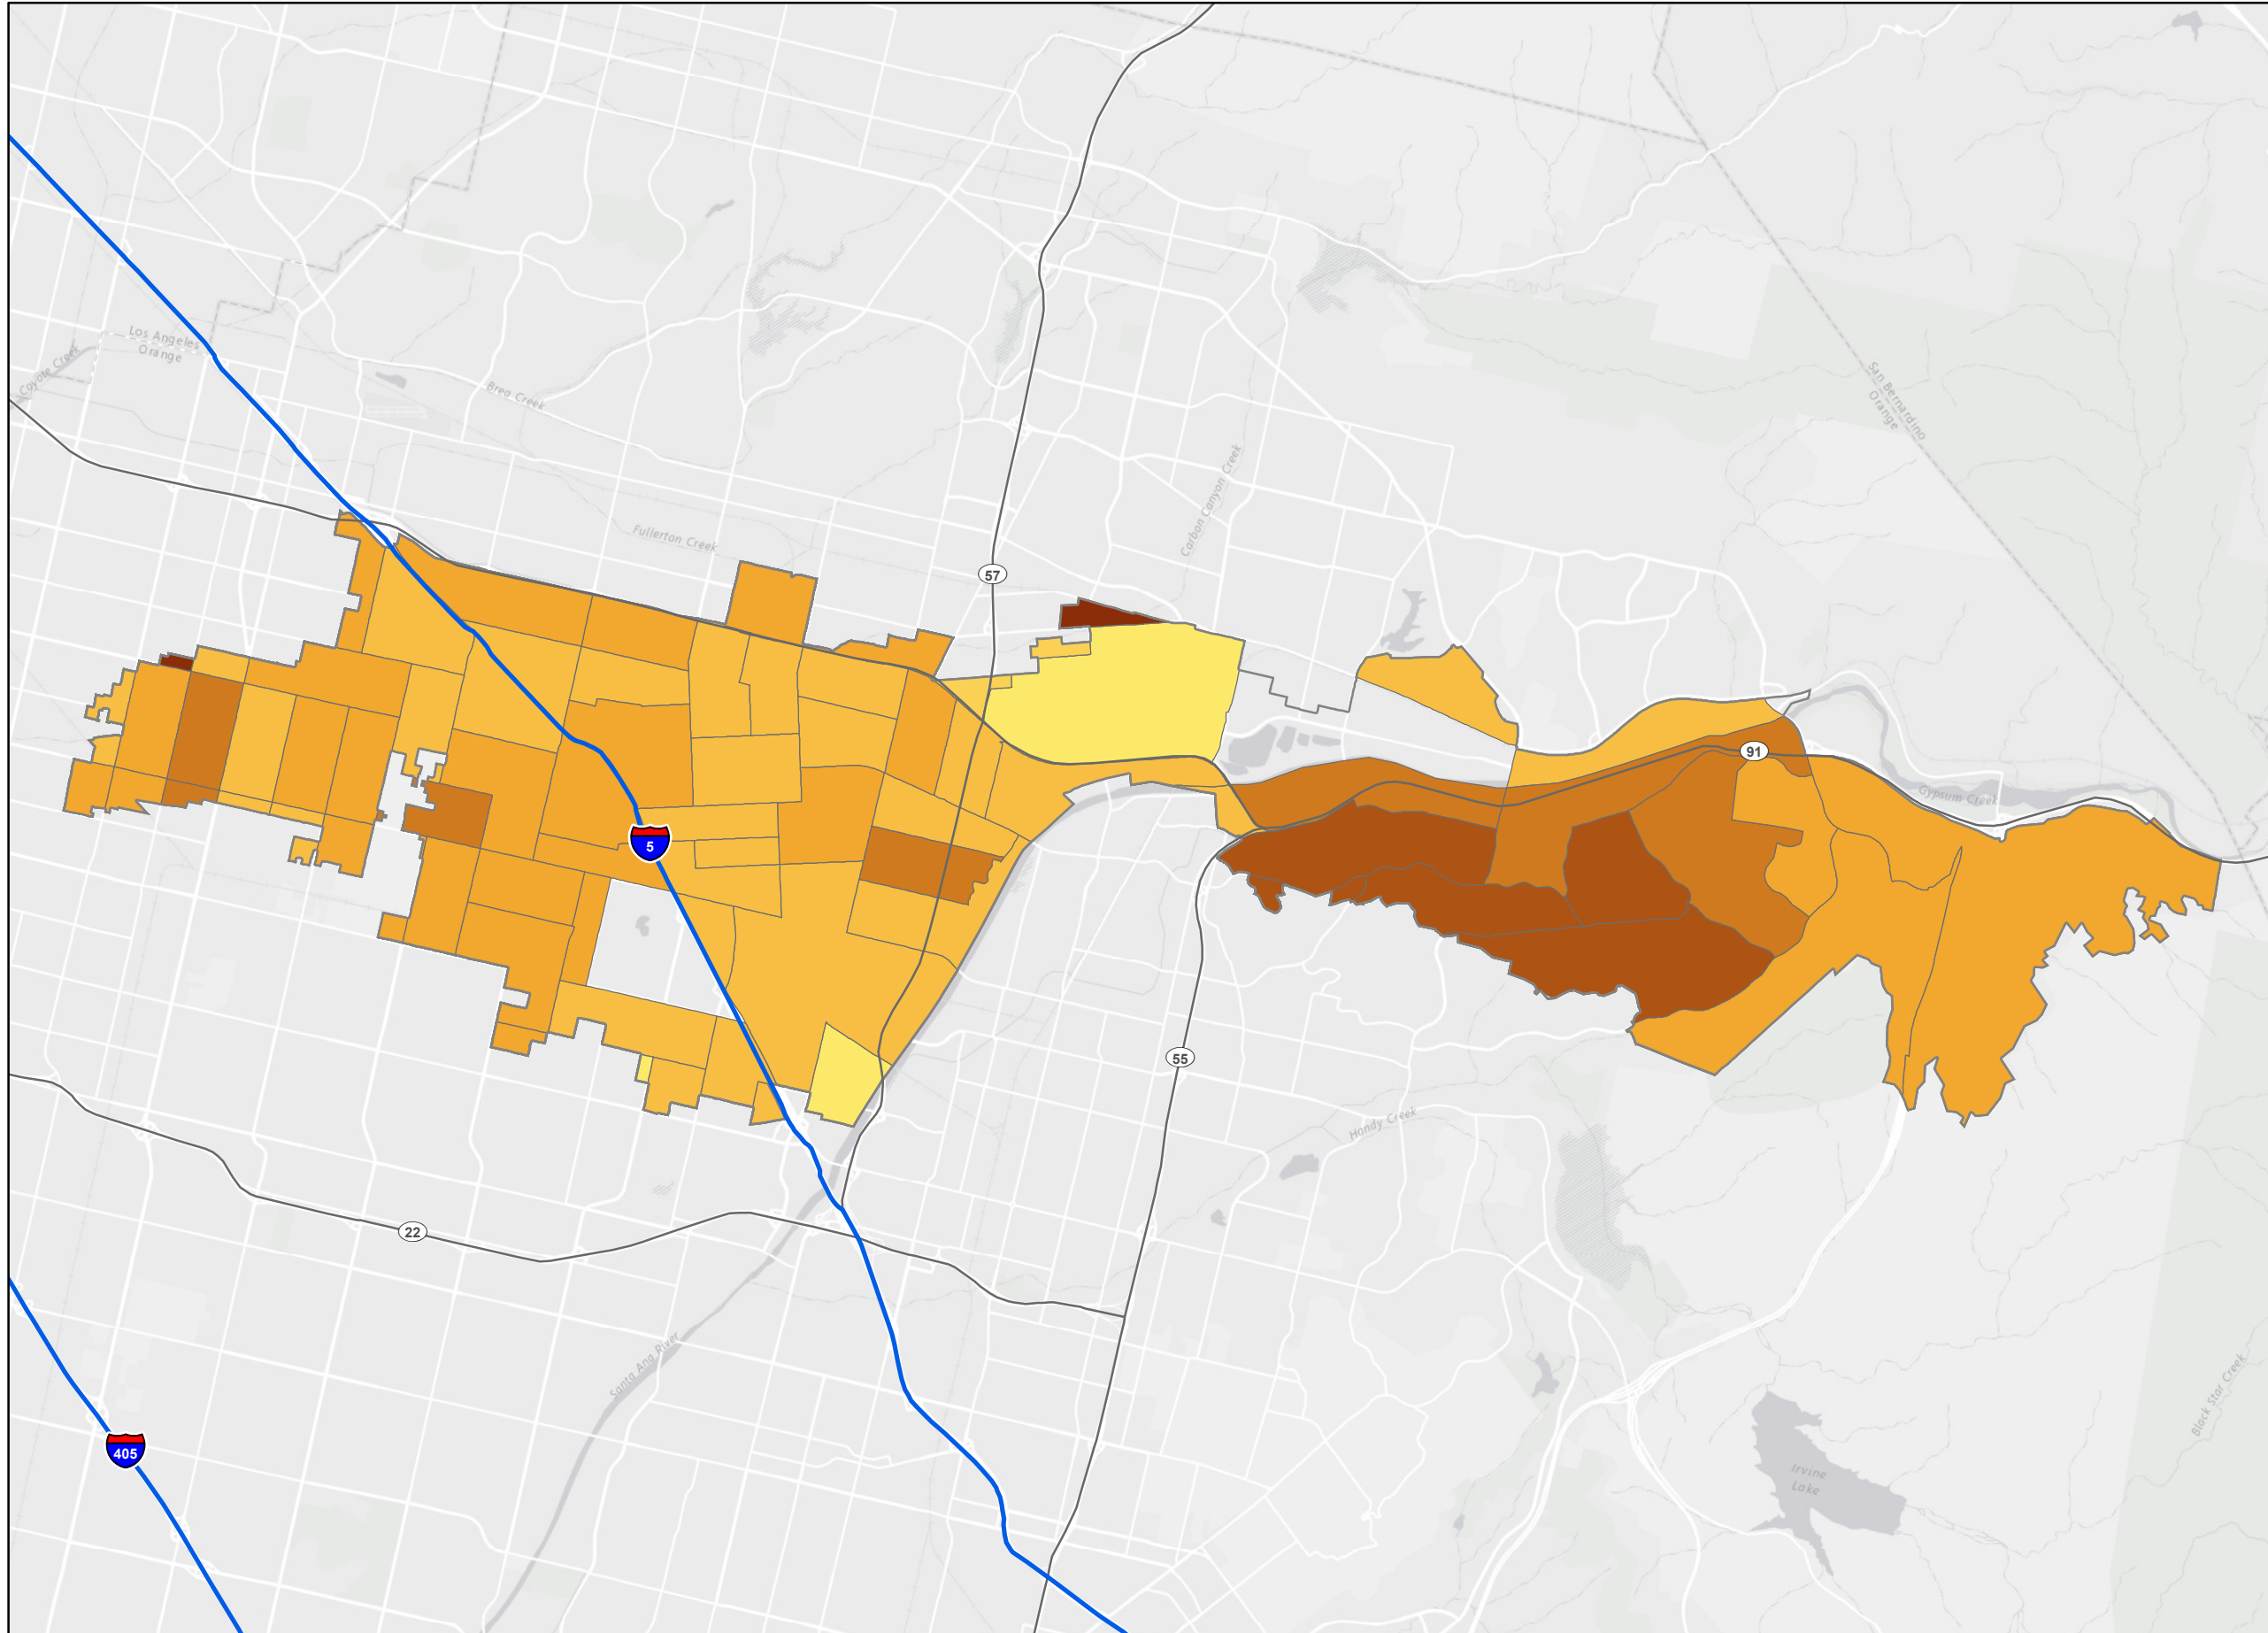 Los Angeles
Orange
Coyote Creek
Brea Creek
San Bernardino
Orange
Carbon Canyon Creek
Fullerton Creek
57
91
Gypsum Creek
5
55
Handy Creek
22
Santa Ana River
Black Star Creek
405
Irvine
Lake